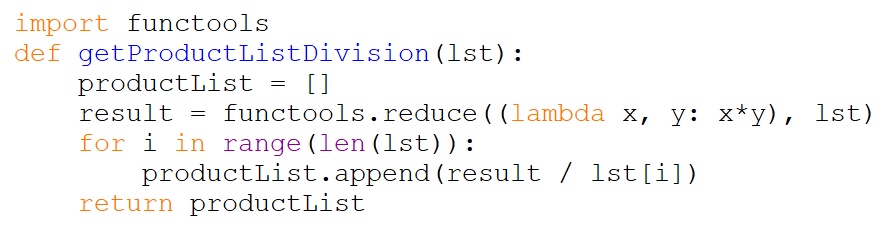 import functools
def getProductListDivision(lst):
    productList = []
    result = functools.reduce((lambda x, y: x*y), lst)
    for i in range(len(lst)):
        productList.append(result / lst[i])
    return productList